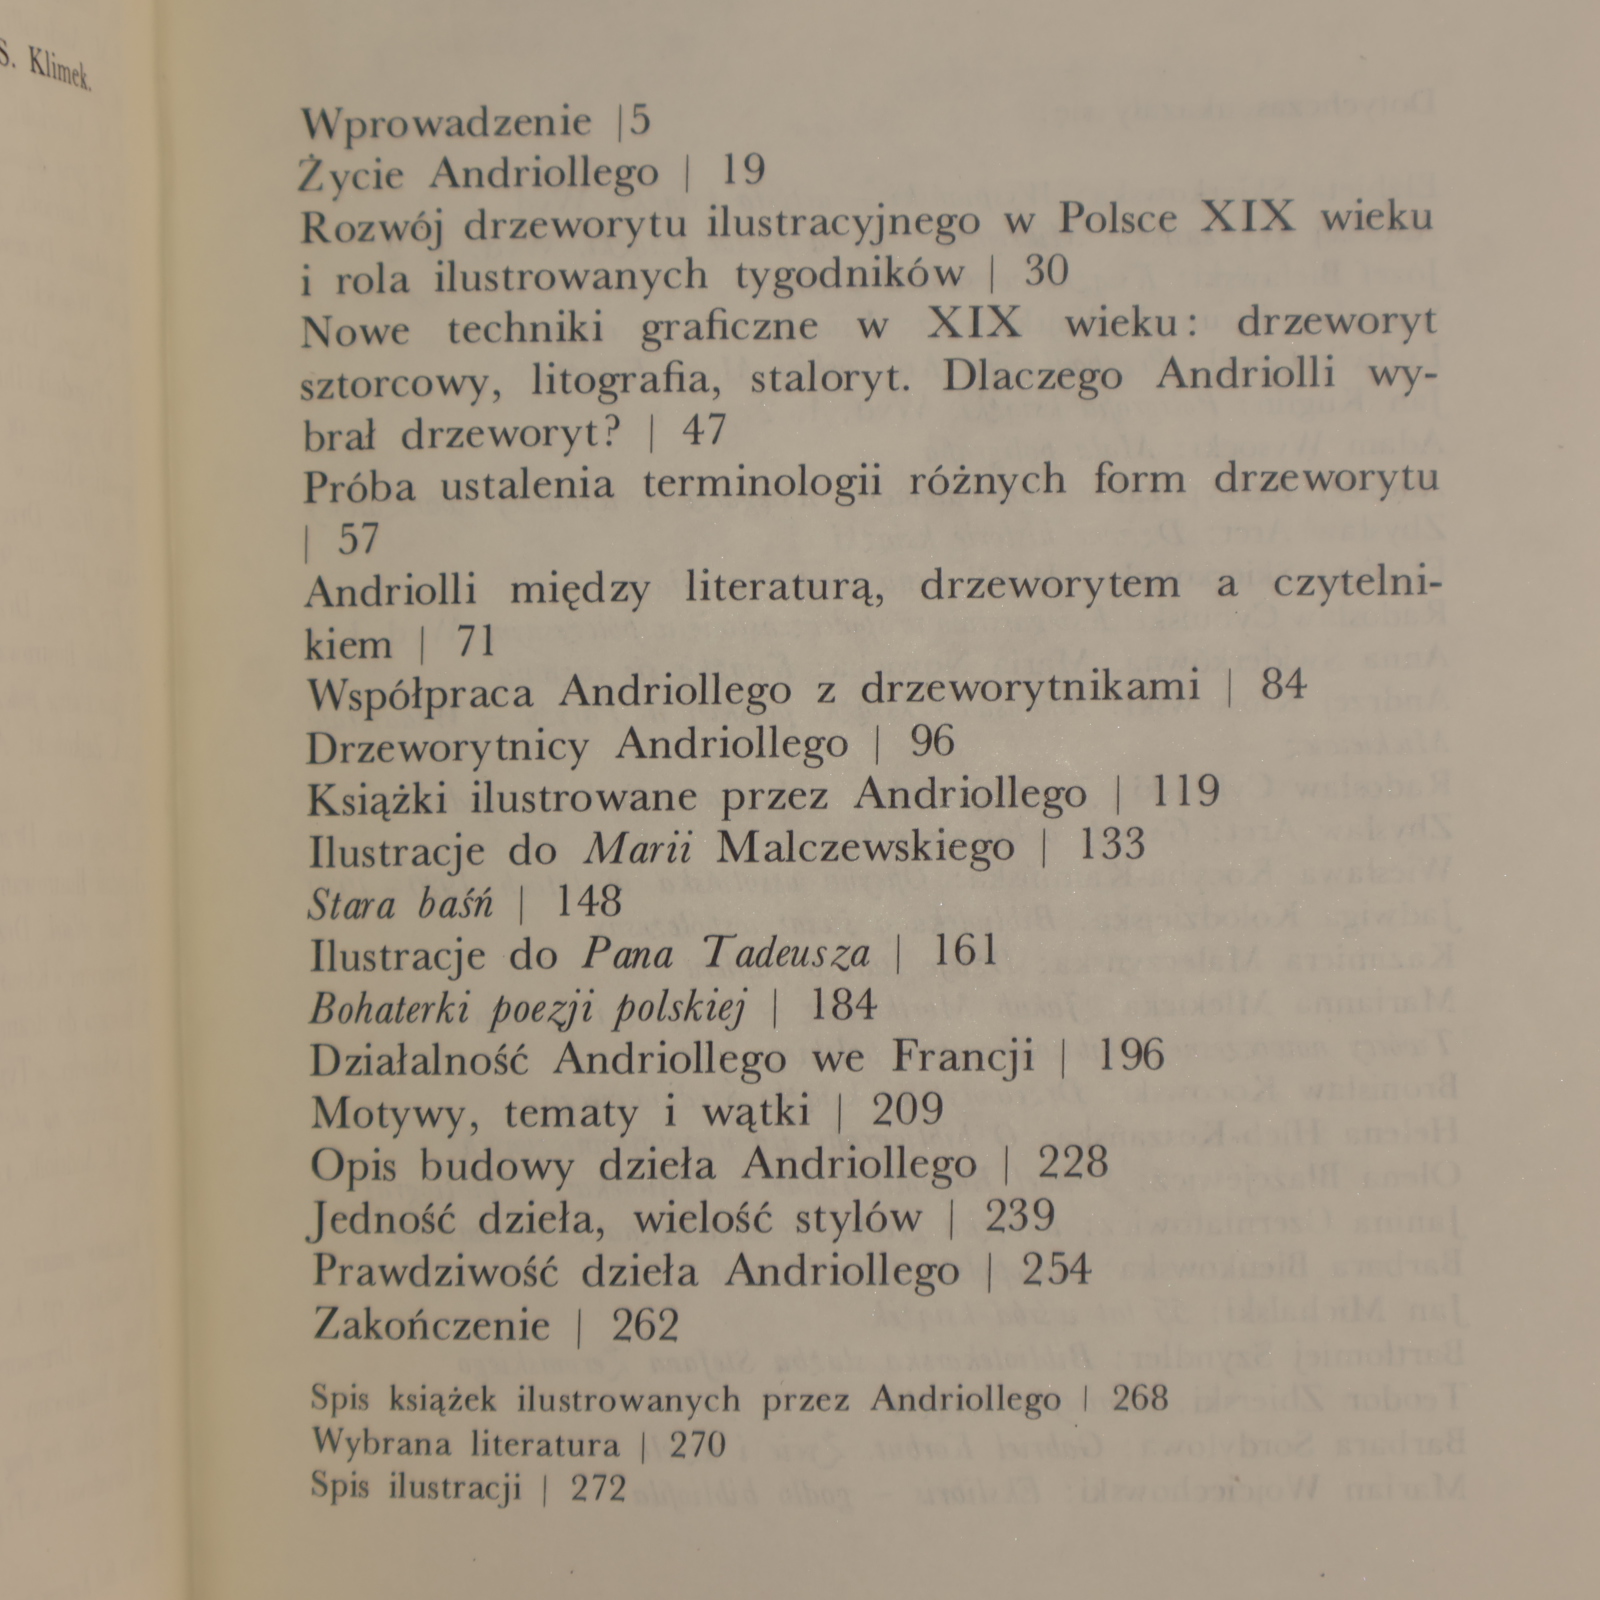 S. Klimek.
Wprowadzenie |5
Życie Andriollego | 19
Rozwój drzeworytu ilustracyjnego w Polsce XIX wieku
i rola ilustrowanych tygodników | 30
Nowe techniki graficzne w XIX wieku: drzeworyt
sztorcowy, litografia, staloryt. Dlaczego Andriolli wy-
brał drzeworyt? | 47
Próba ustalenia terminologii różnych form drzeworytu
| 57
Andriolli między literaturą, drzeworytem a czytelni-
kiem | 71
Współpraca Andriollego z drzeworytnikami | 84
Drzeworytnicy Andriollego | 96
Książki ilustrowane przez Andriollego | 119
Ilustracje do Marii Malczewskiego | 133
Stara baśń | 148
Ilustracje do Pana Tadeusza | 161
Bohaterki poezji polskiej | 184
Działalność Andriollego we Francji | 196
Motywy, tematy i wątki | 209
Opis budowy dzieła Andriollego | 228
Jedność dzieła, wielość stylów | 239
Prawdziwość dzieła Andriollego | 254
Zakończenie | 262
Spis książek ilustrowanych przez Andriollego | 268
Wybrana literatura | 270
Spis ilustracji | 272